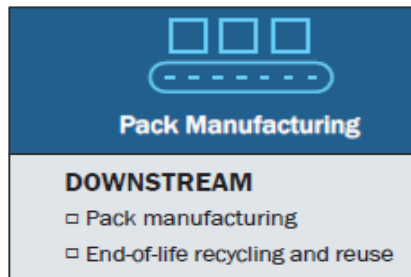 Pack Manufacturing
DOWNSTREAM
□ Pack manufacturing
□ End-of-life recycling and reuse